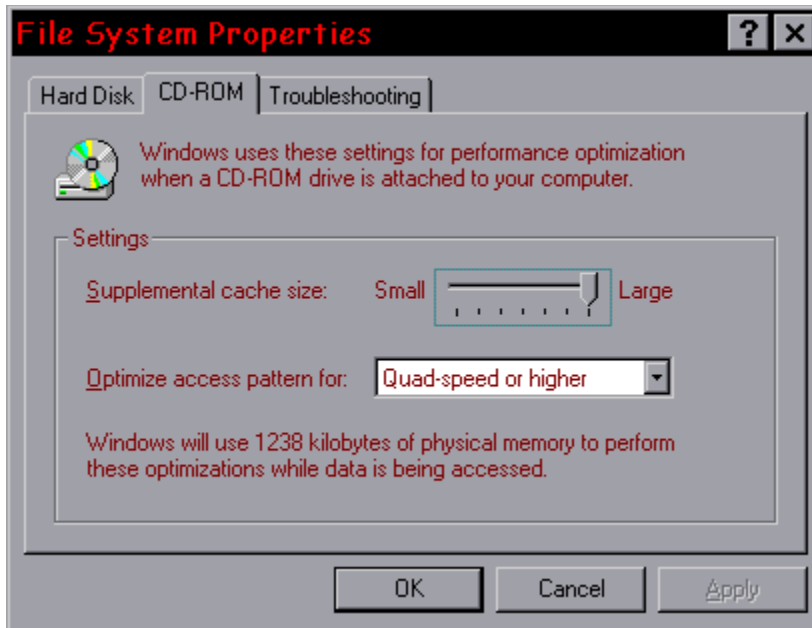 File System Properties
Hard Disk CD-ROM Troubleshooting
Windows uses these settings for performance optimization
when a CD-ROM drive is attached to your computer.
Settings
Supplemental cache size: Small Large
Optimize access pattern for: Quad-speed or higher
Windows will use 1238 kilobytes of physical memory to perform
these optimizations while data is being accessed.
OK Cancel Apply